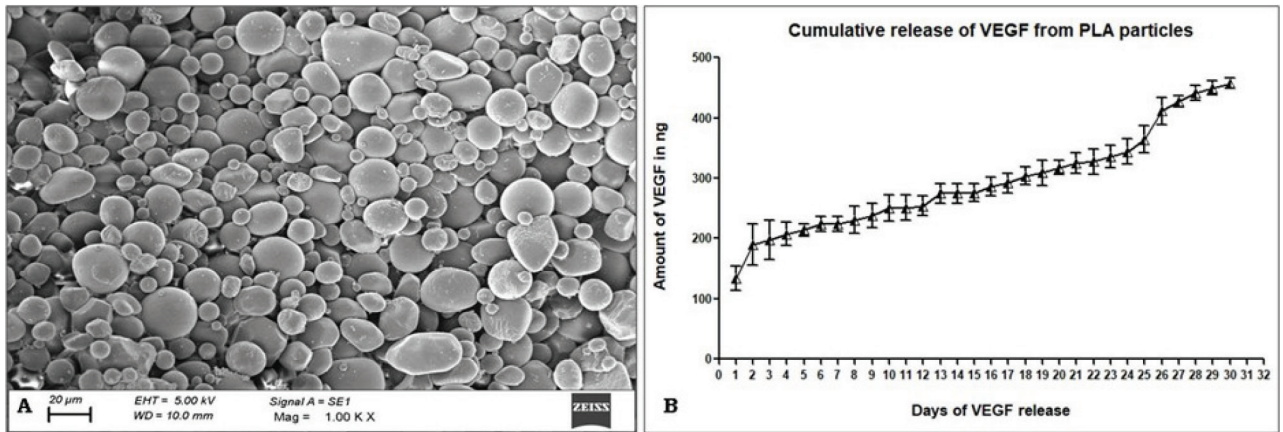 A
20 µm
EHT = 5.00 kV
WD = 10.0 mm
Signal A = SE1
Mag = 1.00 K X
ZEISS
Cumulative release of VEGF from PLA particles
Amount of VEGF in ng
500
400
300
200
100
0
0 1 2 3 4 5 6 7 8 9 10 11 12 13 14 15 16 17 18 19 20 21 22 23 24 25 26 27 28 29 30 31 32
Days of VEGF release
B